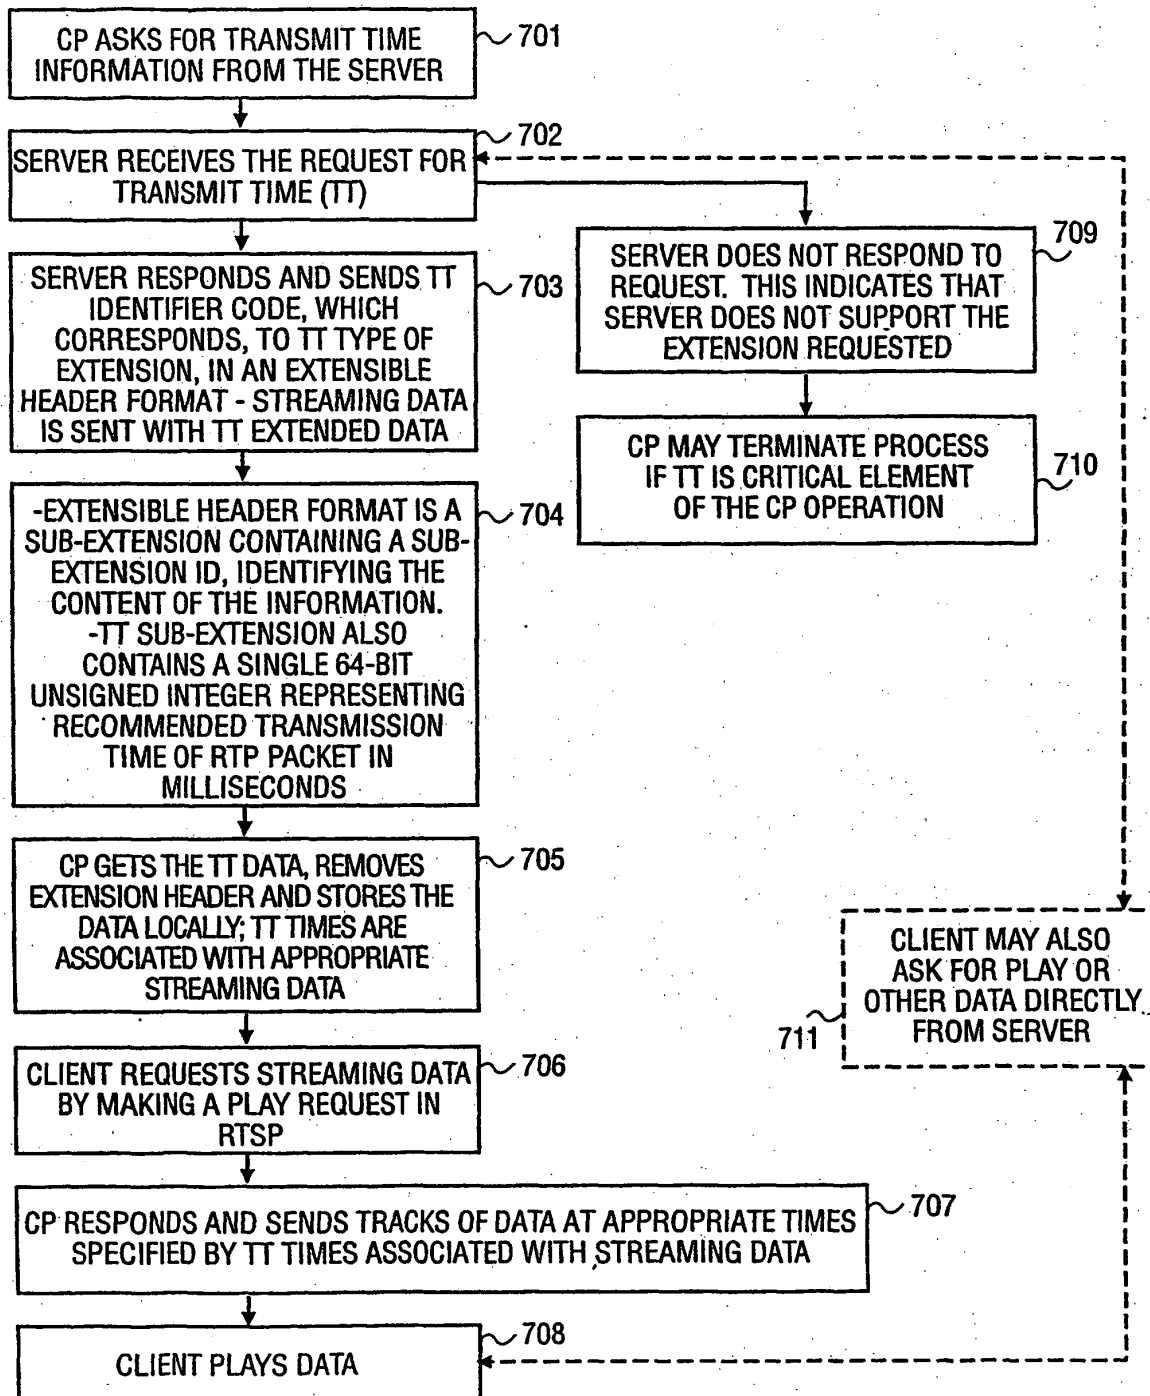 CP ASKS FOR TRANSMIT TIME
INFORMATION FROM THE SERVER
701
SERVER RECEIVES THE REQUEST FOR
TRANSMIT TIME (TT)
702
SERVER RESPONDS AND SENDS TT
IDENTIFIER CODE, WHICH
CORRESPONDS, TO TT TYPE OF
EXTENSION, IN AN EXTENSIBLE
HEADER FORMAT - STREAMING DATA
IS SENT WITH TT EXTENDED DATA
703
SERVER DOES NOT RESPOND TO
REQUEST. THIS INDICATES THAT
SERVER DOES NOT SUPPORT THE
EXTENSION REQUESTED
709
CP MAY TERMINATE PROCESS
IF TT IS CRITICAL ELEMENT
OF THE CP OPERATION
710
-EXTENSIBLE HEADER FORMAT IS A
SUB-EXTENSION CONTAINING A SUB-
EXTENSION ID, IDENTIFYING THE
CONTENT OF THE INFORMATION.
-TT SUB-EXTENSION ALSO
CONTAINS A SINGLE 64-BIT
UNSIGNED INTEGER REPRESENTING
RECOMMENDED TRANSMISSION
TIME OF RTP PACKET IN
MILLISECONDS
704
CP GETS THE TT DATA, REMOVES
EXTENSION HEADER AND STORES THE
DATA LOCALLY; TT TIMES ARE
ASSOCIATED WITH APPROPRIATE
STREAMING DATA
705
CLIENT MAY ALSO
ASK FOR PLAY OR
OTHER DATA DIRECTLY
FROM SERVER
711
CLIENT REQUESTS STREAMING DATA
BY MAKING A PLAY REQUEST IN
RTSP
706
CP RESPONDS AND SENDS TRACKS OF DATA AT APPROPRIATE TIMES
SPECIFIED BY TT TIMES ASSOCIATED WITH STREAMING DATA
707
CLIENT PLAYS DATA
708